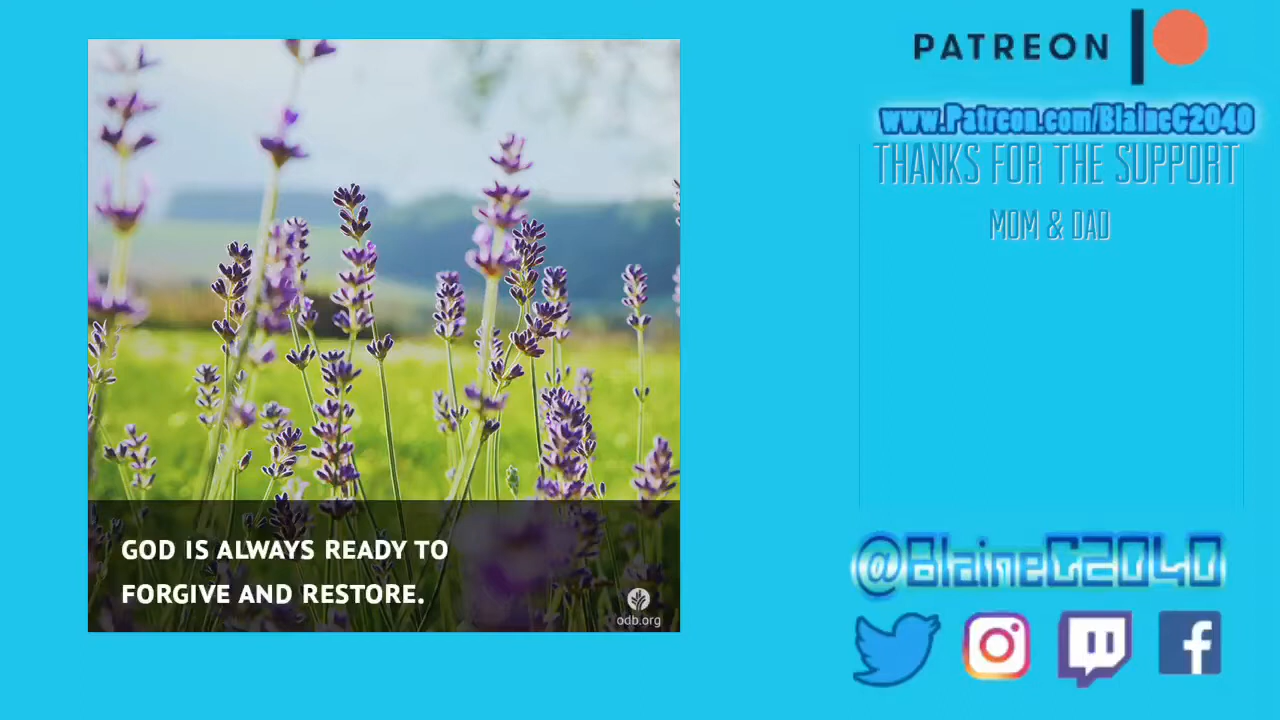 GOD IS ALWAYS READY TO
FORGIVE AND RESTORE.
odb.org
PATREON
www.Patreon.com/BlaineC2040
THANKS FOR THE SUPPORT
MOM & DAD
@BlaineC2040